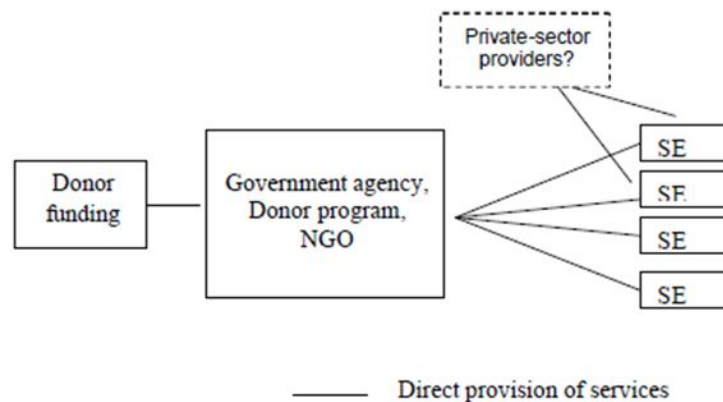 Private-sector
providers?
Donor
funding
Government agency,
Donor program,
NGO
SE
SE
SE
SE
Direct provision of services